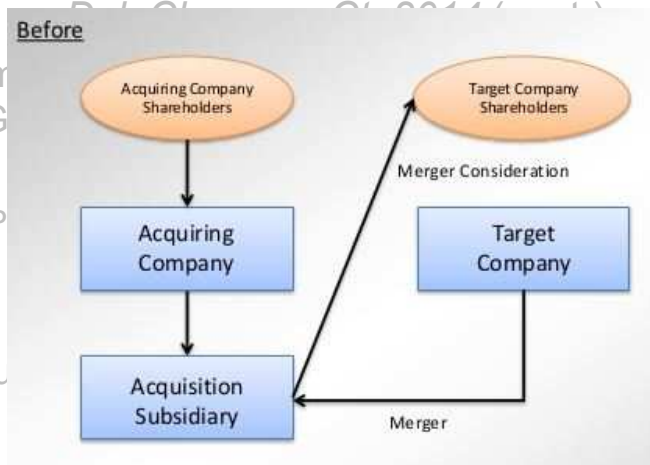 Before
Acquiring Company
Shareholders
Target Company
Shareholders
Merger Consideration
Acquiring
Company
Target
Company
Acquisition
Subsidiary
Merger